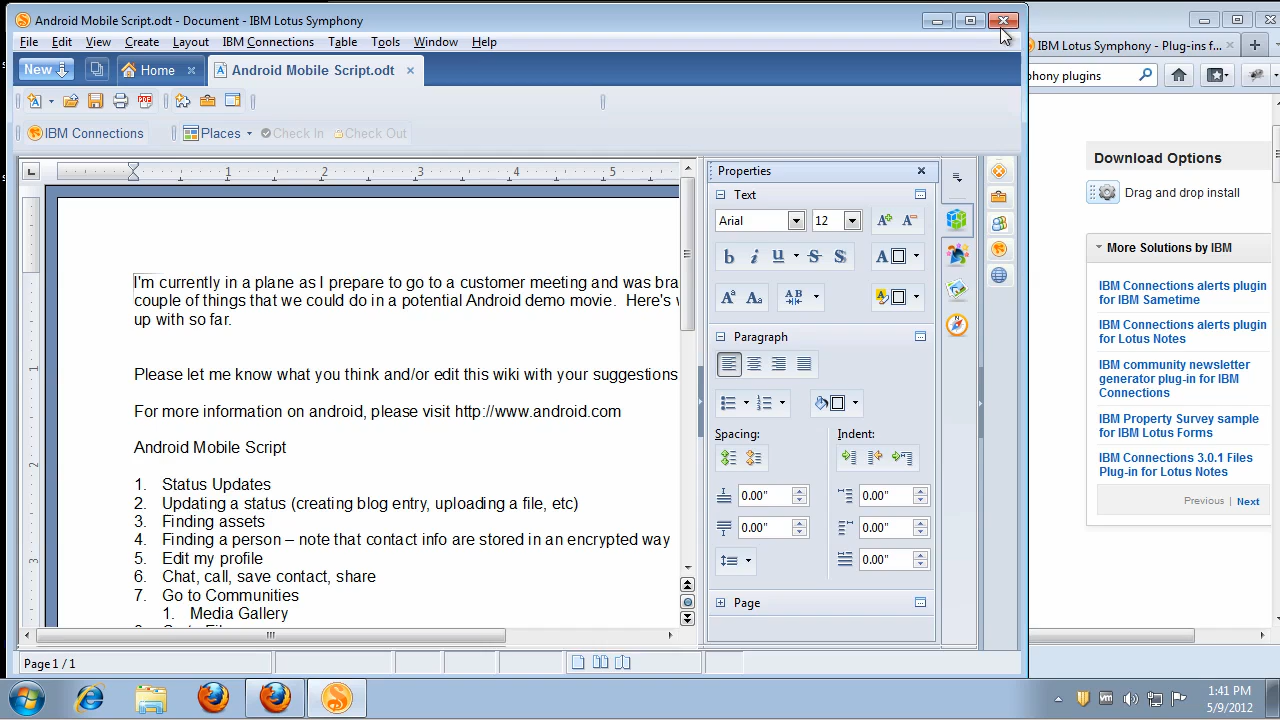 Android Mobile Script.odt - Document - IBM Lotus Symphony
File Edit View Create Layout IBM Connections Table Tools Window Help
New Home Android Mobile Script.odt
IBM Connections Places Check In Check Out
1 2 3 4 5
1
2
3
I'm currently in a plane as I prepare to go to a customer meeting and was bra
couple of things that we could do in a potential Android demo movie. Here's
up with so far.
Please let me know what you think and/or edit this wiki with your suggestions
For more information on android, please visit http://www.android.com
Android Mobile Script
1. Status Updates
2. Updating a status (creating blog entry, uploading a file, etc)
3. Finding assets
4. Finding a person – note that contact info are stored in an encrypted way
5. Edit my profile
6. Chat, call, save contact, share
7. Go to Communities
1. Media Gallery
Page 1 / 1
Properties
Text
Arial 12
b i u S S A
A A AB
Paragraph
Spacing: Indent:
0.00" 0.00"
0.00" 0.00"
0.00"
Page
IBM Lotus Symphony - Plug-ins f...
phony plugins
Download Options
Drag and drop install
More Solutions by IBM
IBM Connections alerts plugin
for IBM Sametime
IBM Connections alerts plugin
for Lotus Notes
IBM community newsletter
generator plug-in for IBM
Connections
IBM Property Survey sample
for IBM Lotus Forms
IBM Connections 3.0.1 Files
Plug-in for Lotus Notes
Previous Next
1:41 PM
5/9/2012